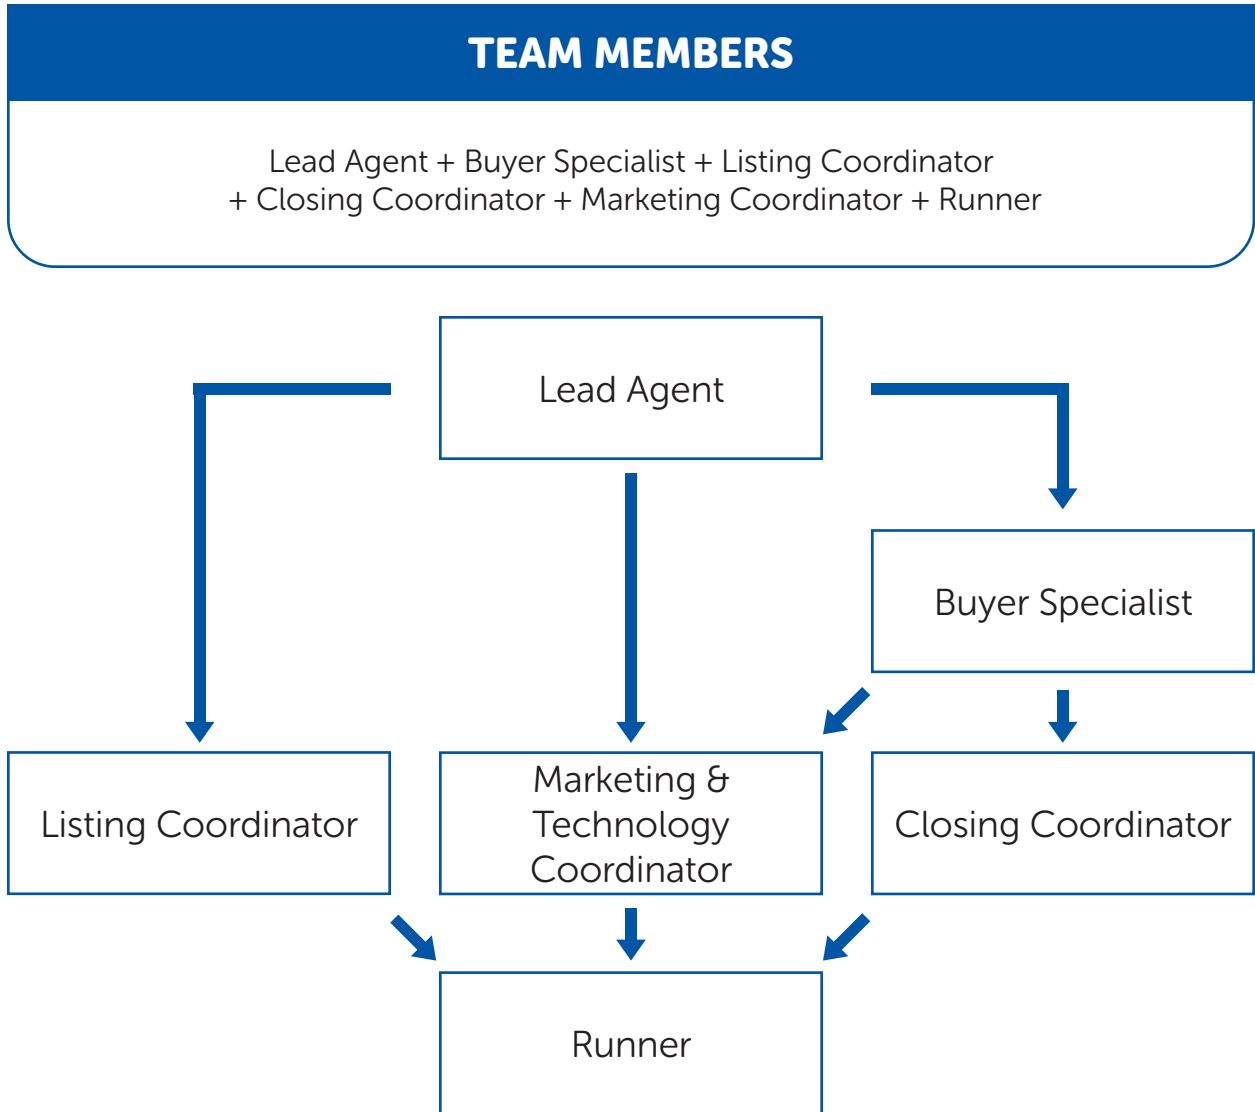 TEAM MEMBERS
Lead Agent + Buyer Specialist + Listing Coordinator
+ Closing Coordinator + Marketing Coordinator + Runner
Lead Agent
Buyer Specialist
Listing Coordinator
Marketing &
Technology
Coordinator
Closing Coordinator
Runner